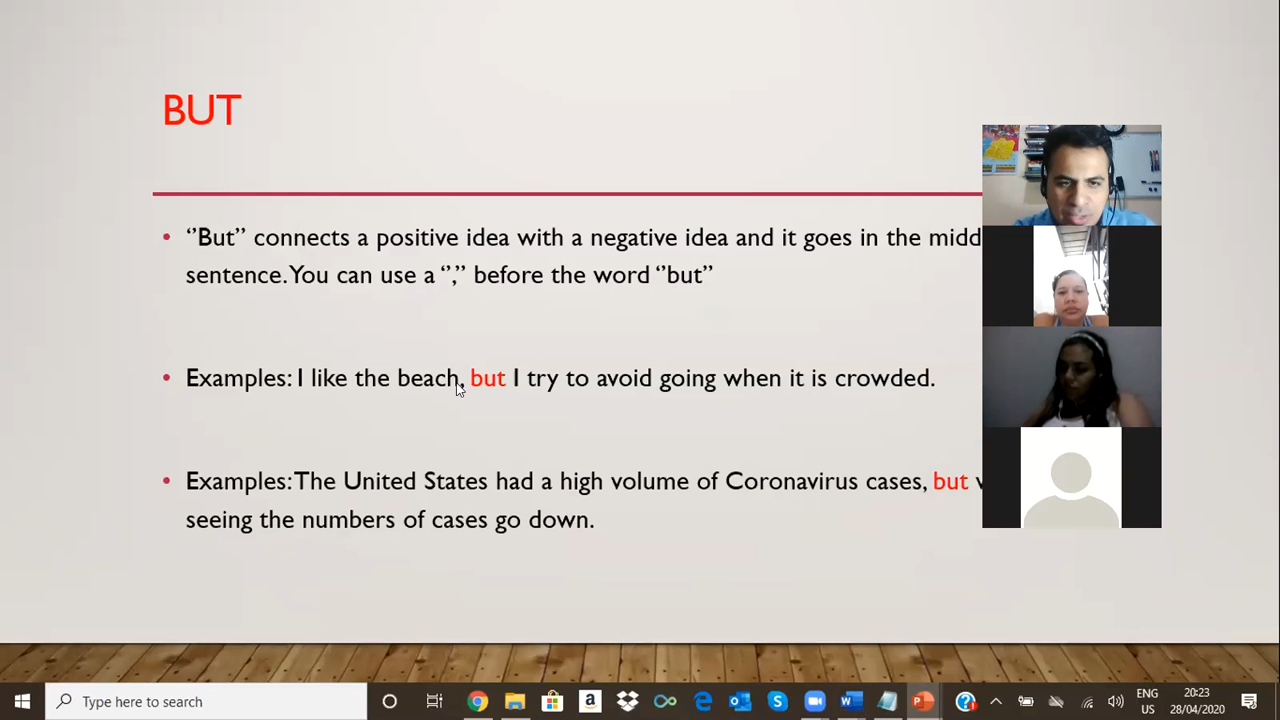 BUT
• ‘’But’’ connects a positive idea with a negative idea and it goes in the
sentence. You can use a ‘’,’’ before the word ‘’but’’
• Examples: I like the beach, but I try to avoid going when it is crowded.
• Examples: The United States had a high volume of Coronavirus cases, but
seeing the numbers of cases go down.
Type here to search
ENG
US
20:23
28/04/2020